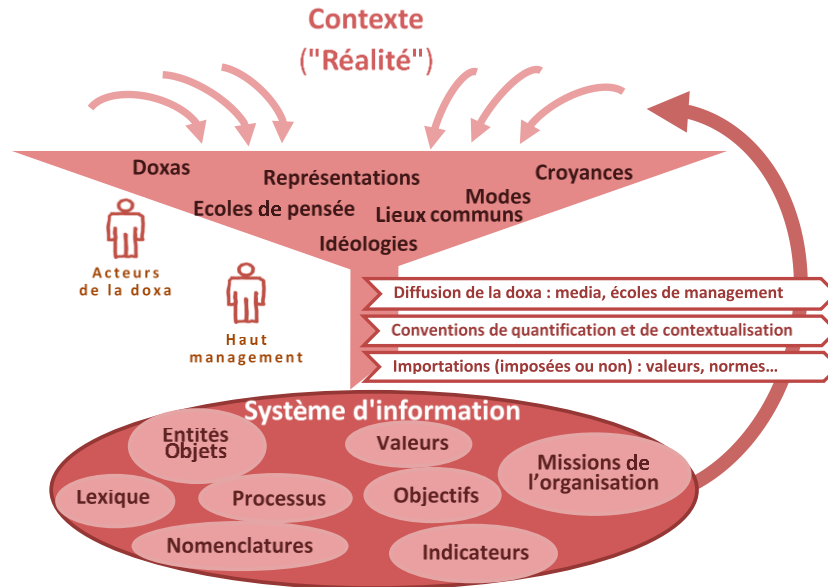 Contexte
("Réalité")
Doxas
Représentations
Croyances
Modes
Ecoles de pensée
Lieux communs
Idéologies
Acteurs
de la doxa
Haut
management
Diffusion de la doxa : media, écoles de management
Conventions de quantification et de contextualisation
Importations (imposées ou non) : valeurs, normes…
Système d'information
Entités
Objets
Valeurs
Missions de
l’organisation
Lexique
Processus
Objectifs
Nomenclatures
Indicateurs